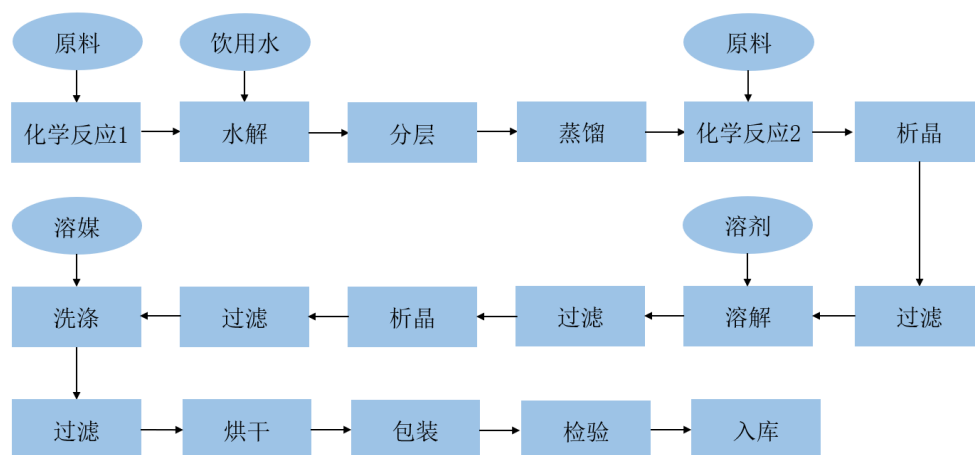 原料
饮用水
原料
化学反应1
水解
分层
蒸馏
化学反应2
析晶
溶媒
溶剂
洗涤
过滤
析晶
过滤
溶解
过滤
过滤
烘干
包装
检验
入库